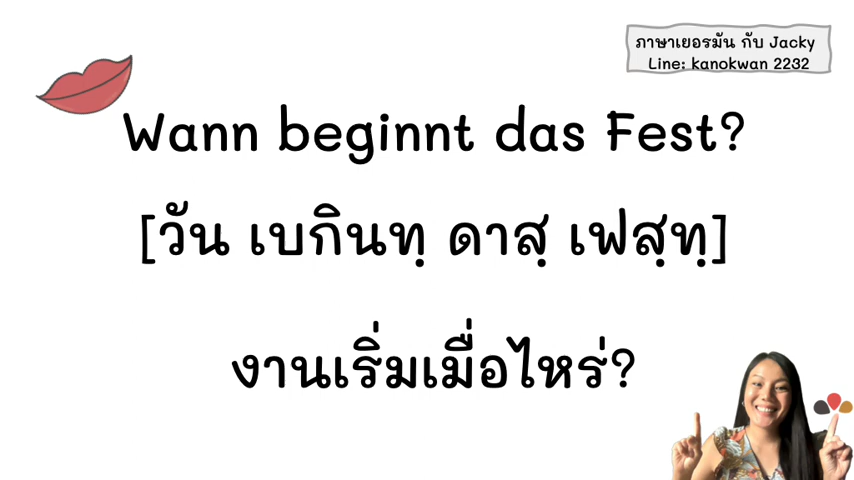 ภาษาเยอรมัน กับ Jacky
Line: kanokwan 2232
Wann beginnt das Fest?
[วัน เบกินทฺ ดาสฺ เฟสฺทฺ]
งานเริ่มเมื่อไหร่?